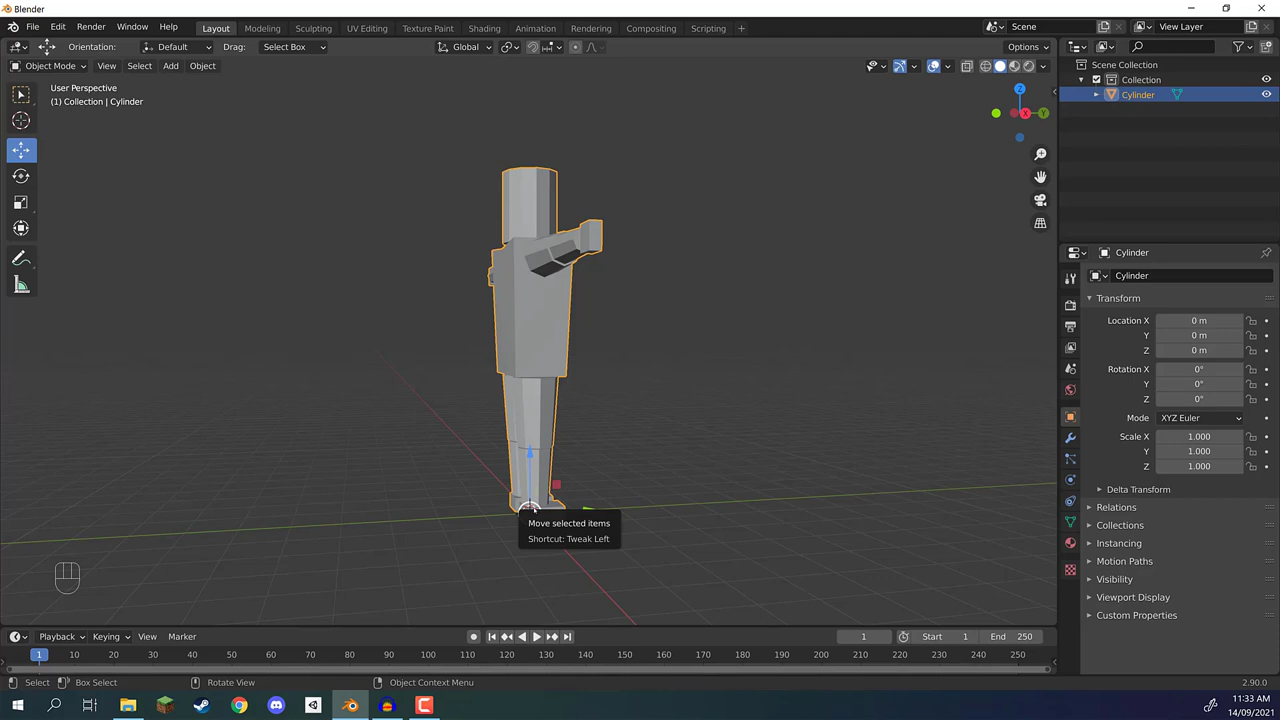 Blender
File Edit Render Window Help Layout Modeling Sculpting UV Editing Texture Paint Shading Animation Rendering Compositing Scripting + Scene View Layer
Orientation: Default Drag: Select Box Global Options
Object Mode View Select Add Object
User Perspective
(1) Collection | Cylinder
Z
X
Y
Move selected items
Shortcut: Tweak Left
Scene Collection
Collection
Cylinder
Cylinder
Cylinder
Transform
Location X 0 m
Y 0 m
Z 0 m
Rotation X 0°
Y 0°
Z 0°
Mode XYZ Euler
Scale X 1.000
Y 1.000
Z 1.000
Delta Transform
Relations
Collections
Instancing
Motion Paths
Visibility
Viewport Display
Custom Properties
Playback Keying View Marker 1 Start 1 End 250
1 10 20 30 40 50 60 70 80 90 100 110 120 130 140 150 160 170 180 190 200 210 220 230 240 250
Select Box Select Rotate View Object Context Menu 2.90.0
11:33 AM
14/09/2021